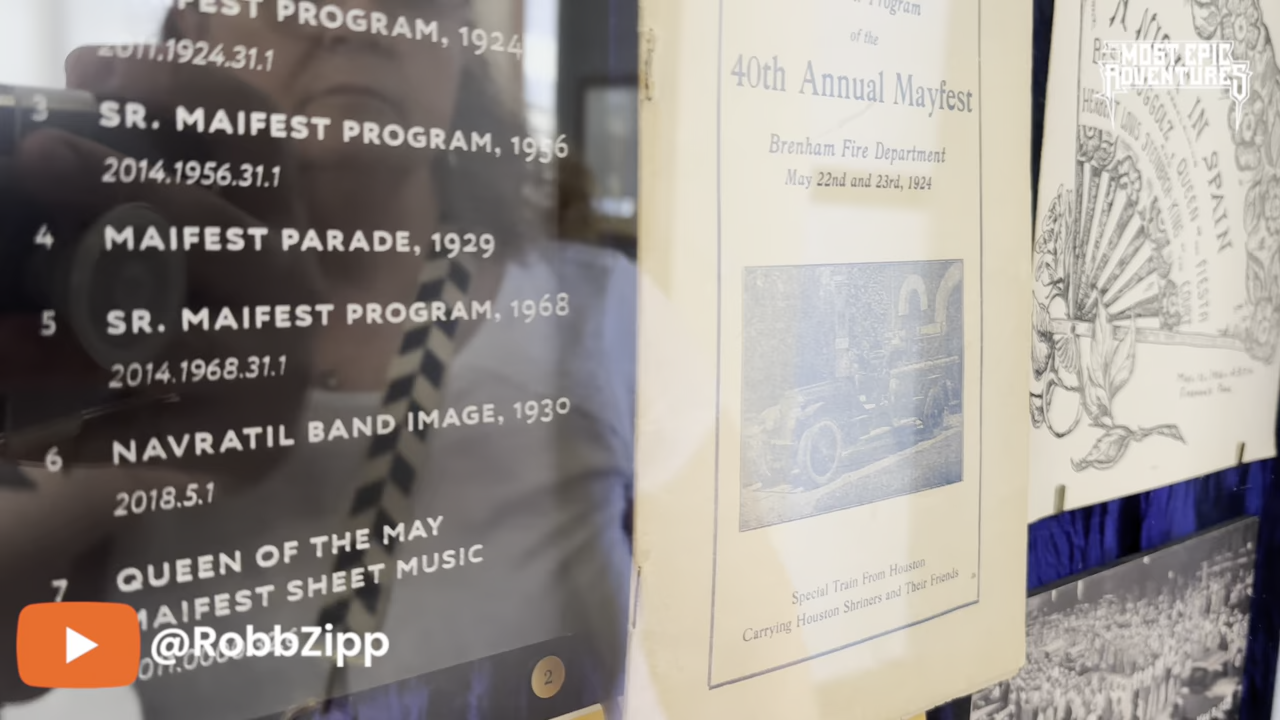 PROGRAM, 1924
2011.1924.31.1
3 SR. MAIFEST PROGRAM, 1956
2014.1956.31.1
4 MAIFEST PARADE, 1929
5 SR. MAIFEST PROGRAM, 1968
2014.1968.31.1
6 NAVRATIL BAND IMAGE, 1930
2018.5.1
7 QUEEN OF THE MAY
MAIFEST SHEET MUSIC
2
@RobbZipp
Program
of the
40th Annual Mayfest
Brenham Fire Department
May 22nd and 23rd, 1924
Special Train From Houston
Carrying Houston Shriners and Their Friends
MOST EPIC
ADVENTURES
IN
SPAIN
QUEEN
FIESTA